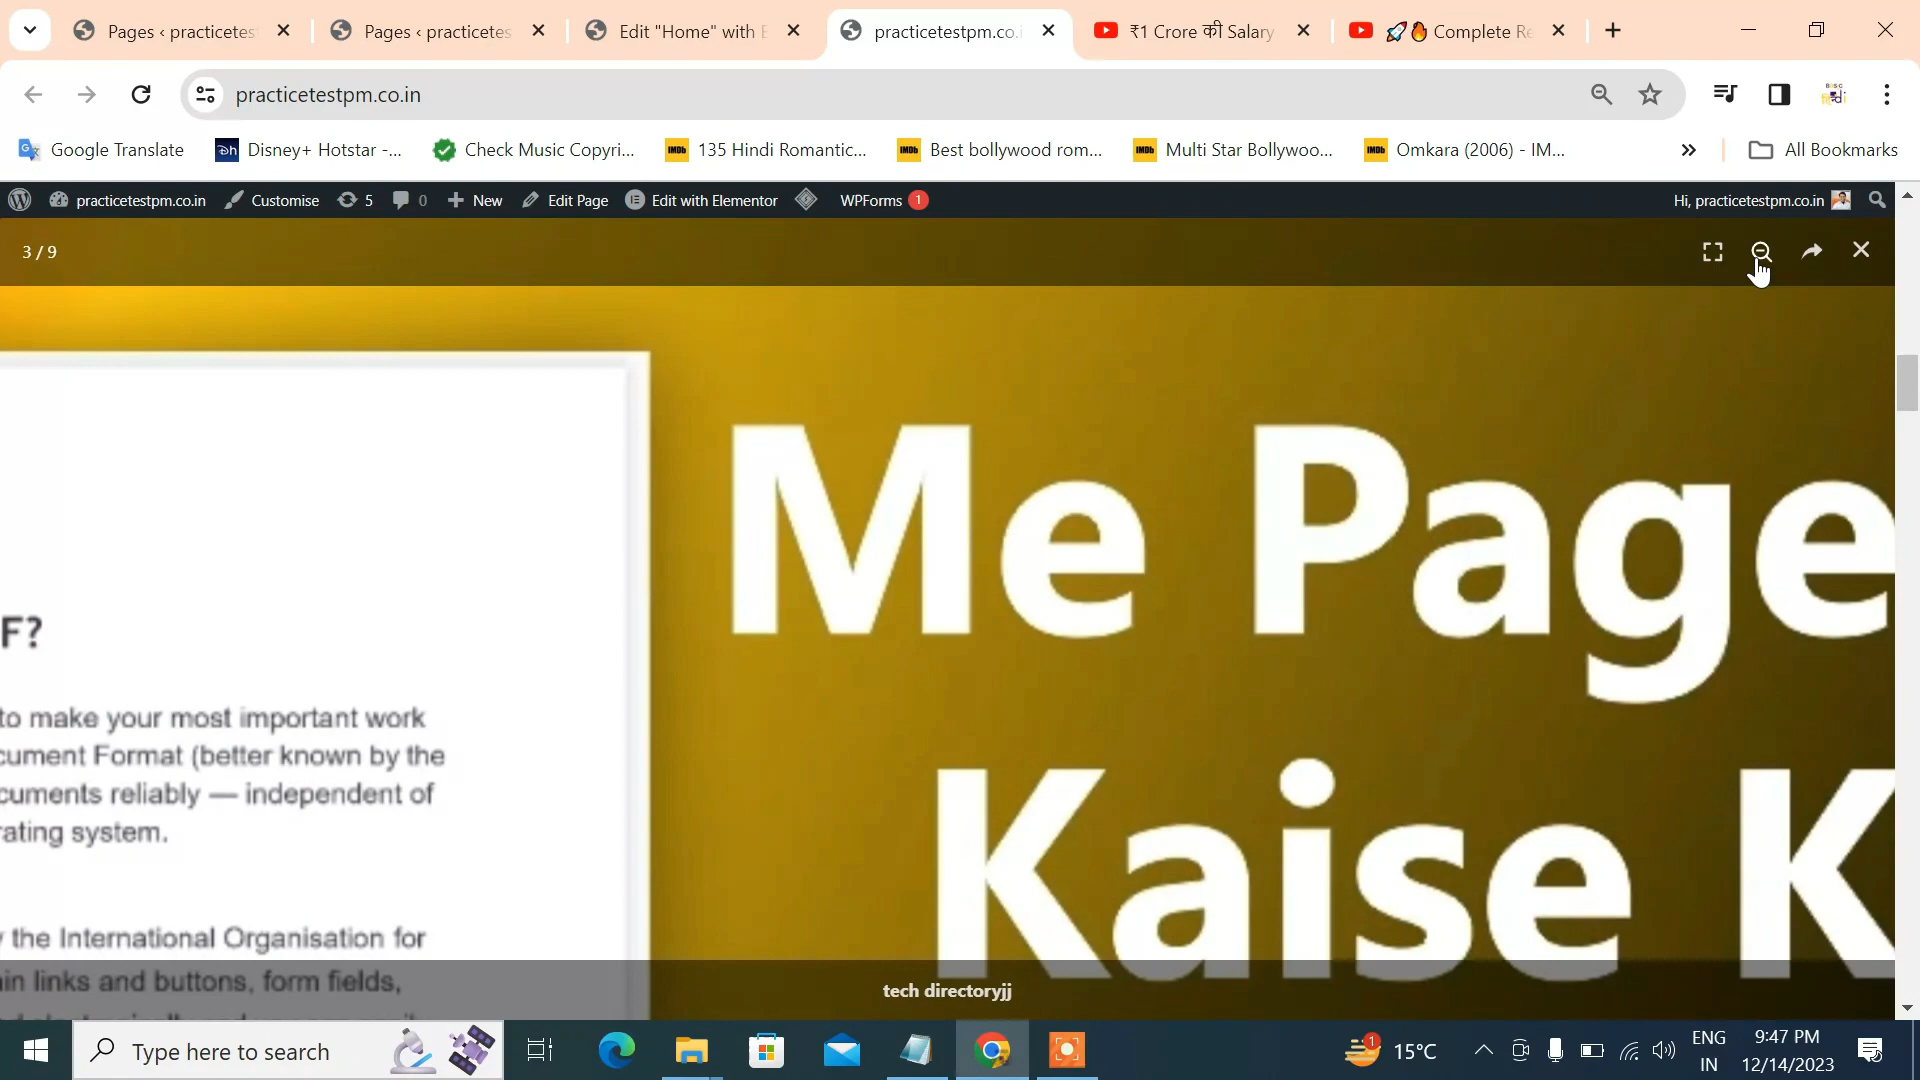 Pages ‹ practicetes
Pages ‹ practicetes
Edit "Home" with E
practicetestpm.co.i
₹1 Crore की Salary
🚀🔥 Complete Re
practicetestpm.co.in
Google Translate
Disney+ Hotstar -...
Check Music Copyri...
135 Hindi Romantic...
Best bollywood rom...
Multi Star Bollywoo...
Omkara (2006) - IM...
All Bookmarks
practicetestpm.co.in
Customise
5
0
New
Edit Page
Edit with Elementor
WPForms 1
Hi, practicetestpm.co.in
3 / 9
Me Page
Kaise K
F?
to make your most important work
cument Format (better known by the
cuments reliably — independent of
rating system.
y the International Organisation for
in links and buttons, form fields,
tech directoryjj
Type here to search
1
15°C
ENG
IN
9:47 PM
12/14/2023